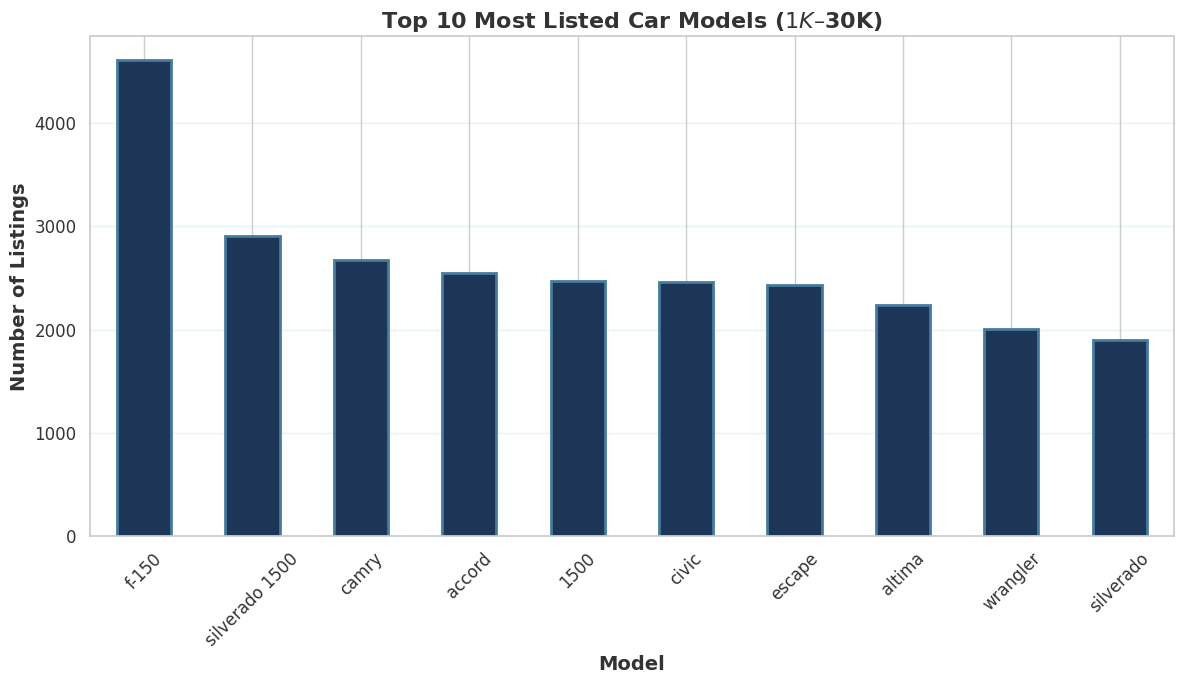 Top 10 Most Listed Car Models (1K–30K)
Number of Listings
4000
3000
2000
1000
0
f-150
silverado 1500
camry
accord
1500
civic
escape
altima
wrangler
silverado
Model